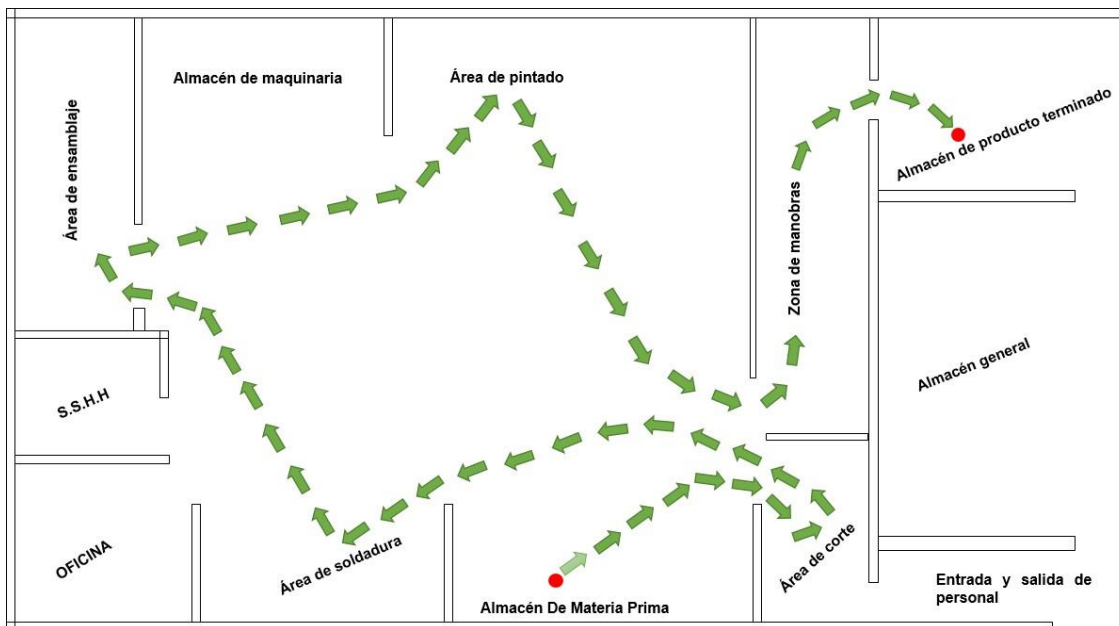 Área de pintado
Almacén de maquinaria
Área de ensamblaje
Almacén de producto terminado
Zona de manobras
Almacén general
S.S.H.H
OFICINA
Área de soldadura
Almacén De Materia Prima
Área de corte
Entrada y salida de
personal